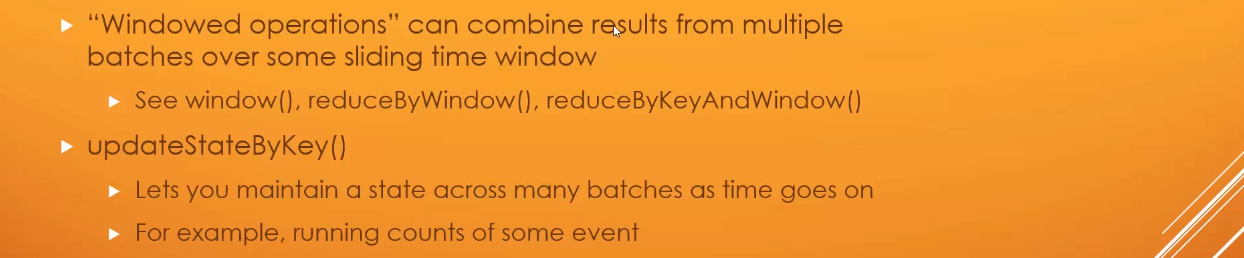 “Windowed operations” can combine results from multiple
batches over some sliding time window
See window(), reduceByWindow(), reduceByKeyAndWindow()
updateStateByKey()
Lets you maintain a state across many batches as time goes on
For example, running counts of some event